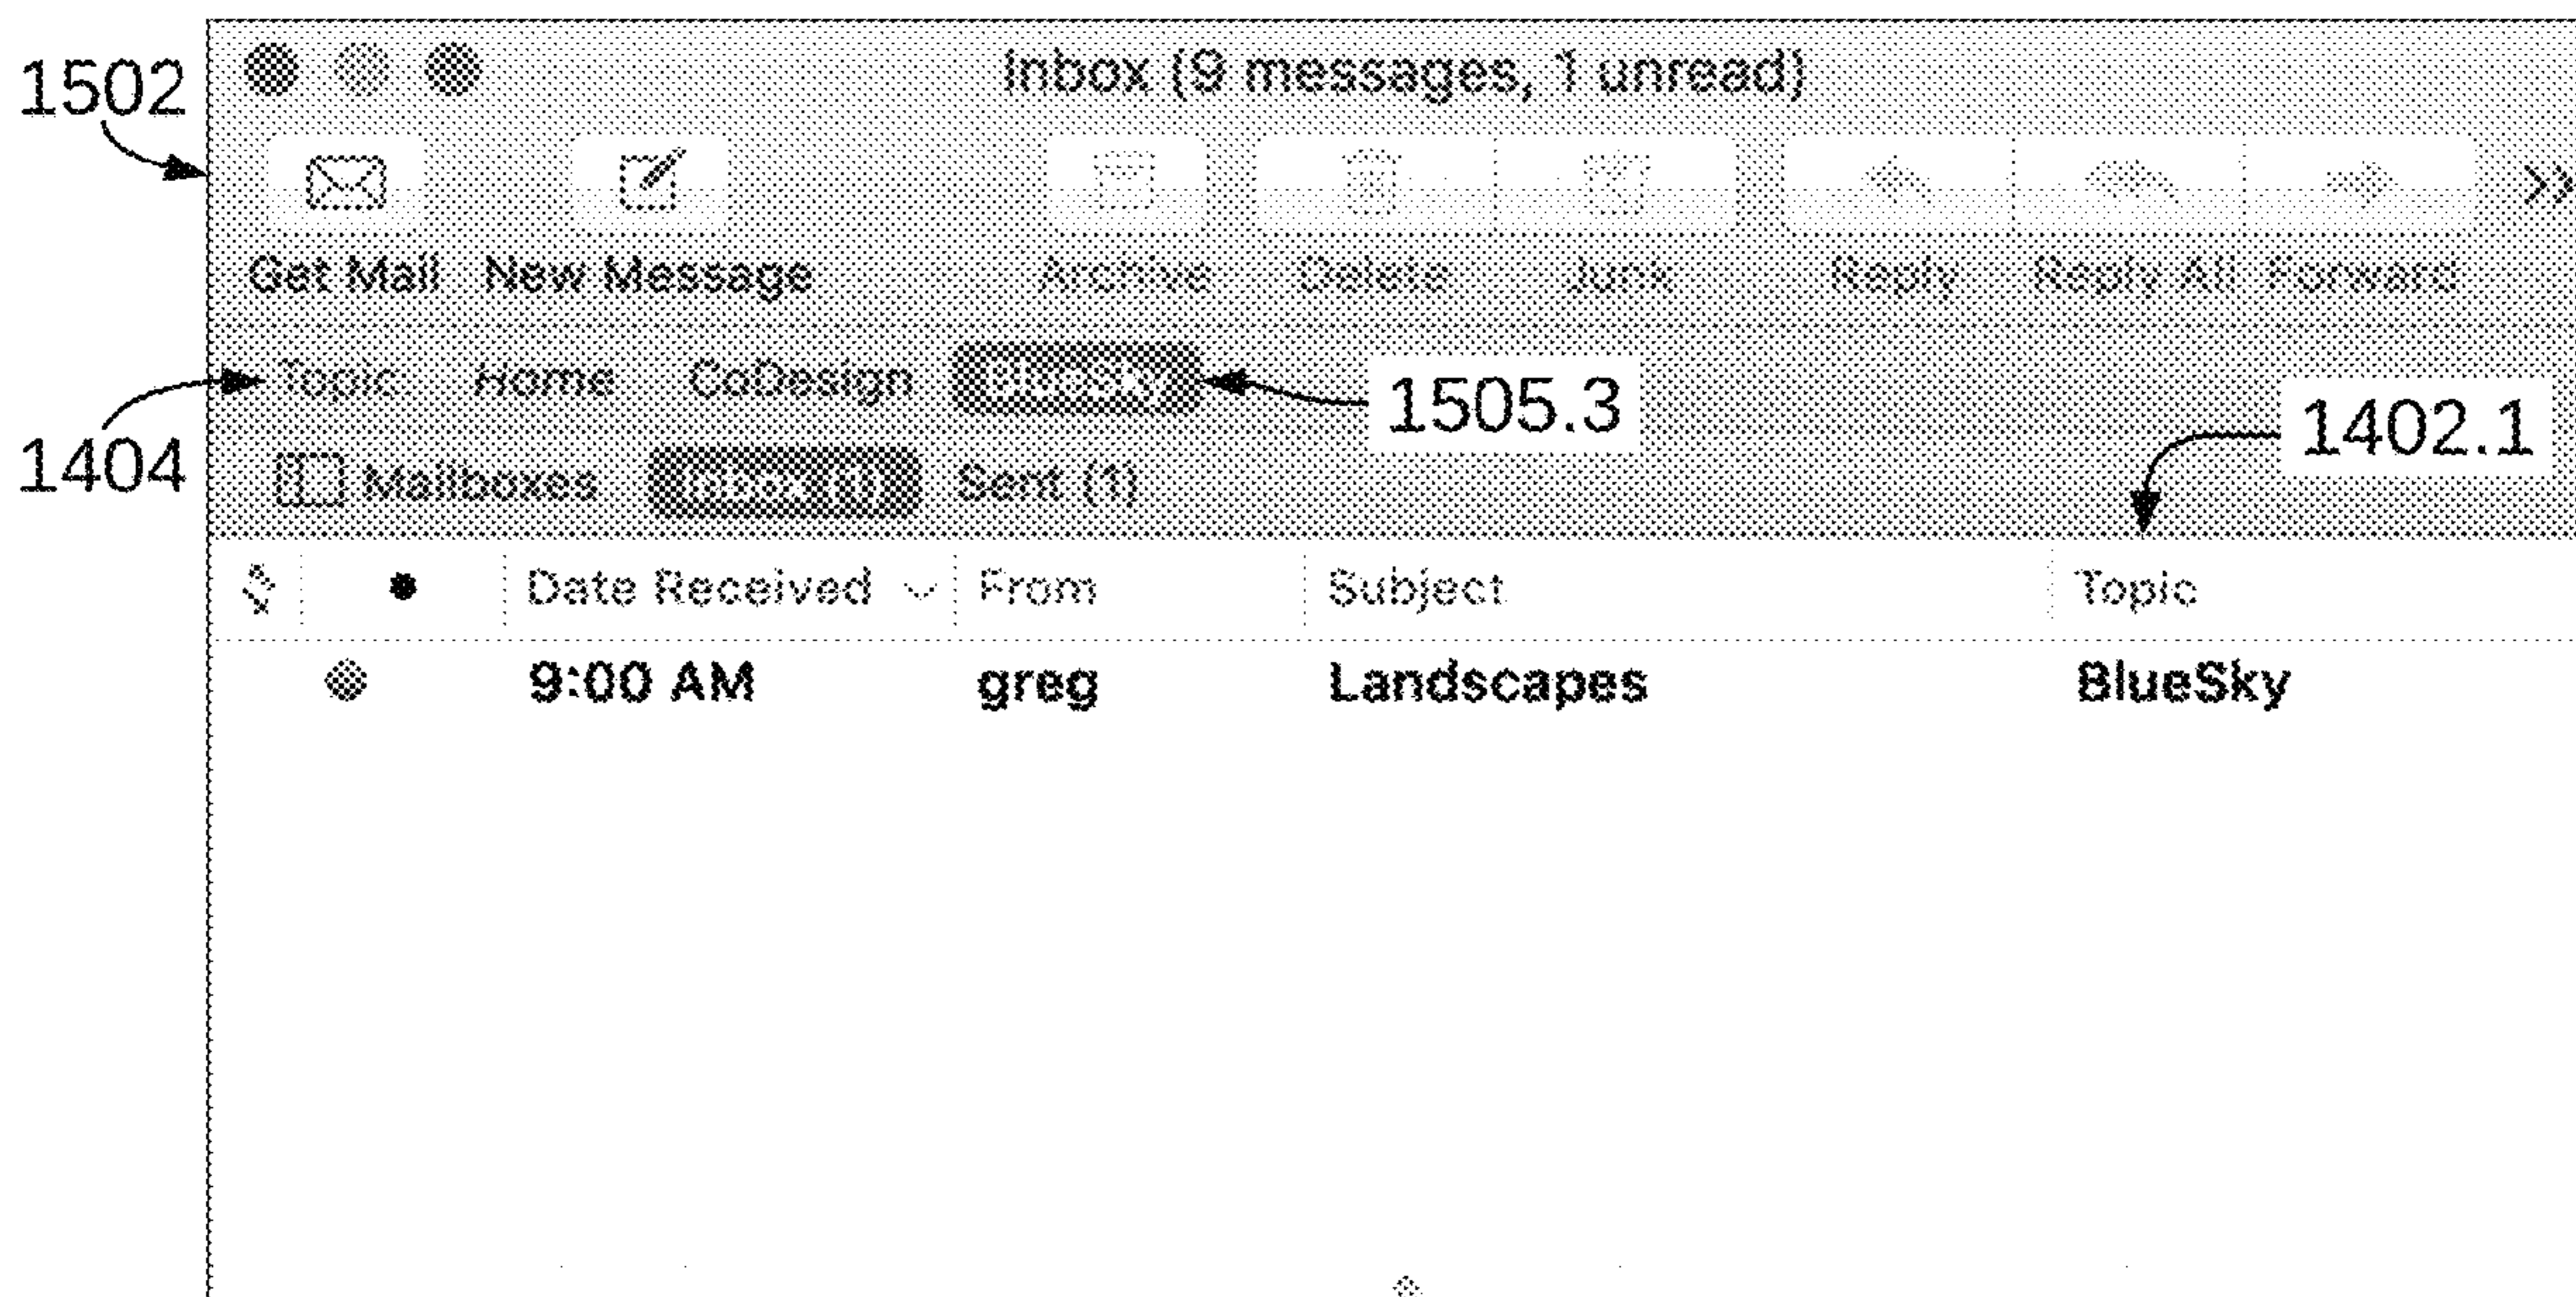 1502
Inbox (9 messages, 1 unread)
Get Mail New Message Archive Delete Junk Reply Reply All Forward
Topic Home CoDesign
1505.3
1402.1
1404
Mailboxes Sent (1)
Date Received From Subject Topic
9:00 AM greg Landscapes BlueSky